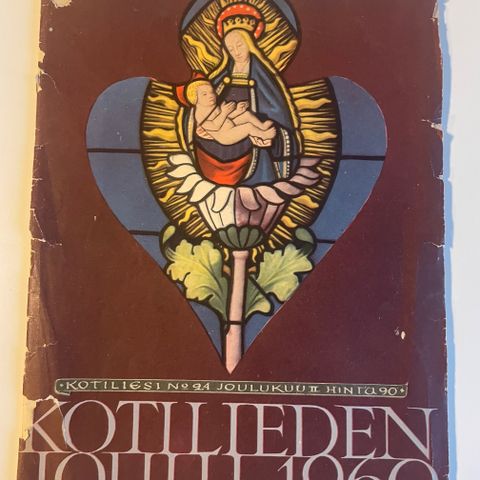 ·KOTILIESI NO 24 JOULUKUU II HINTA 90·
KOTILIEDEN
JOULU 1960